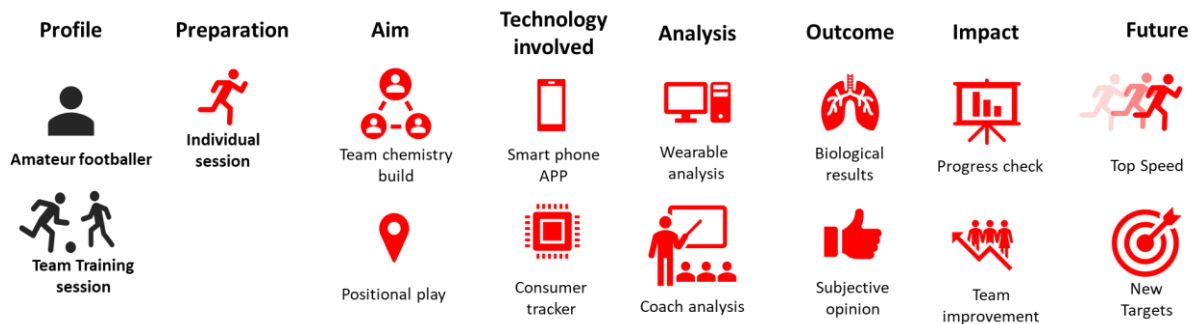 Profile
Preparation
Aim
Technology
involved
Analysis
Outcome
Impact
Future
Amateur footballer
Individual
session
Team chemistry
build
Smart phone
APP
Wearable
analysis
Biological
results
Progress check
Top Speed
Team Training
session
Positional play
Consumer
tracker
Coach analysis
Subjective
opinion
Team
improvement
New
Targets